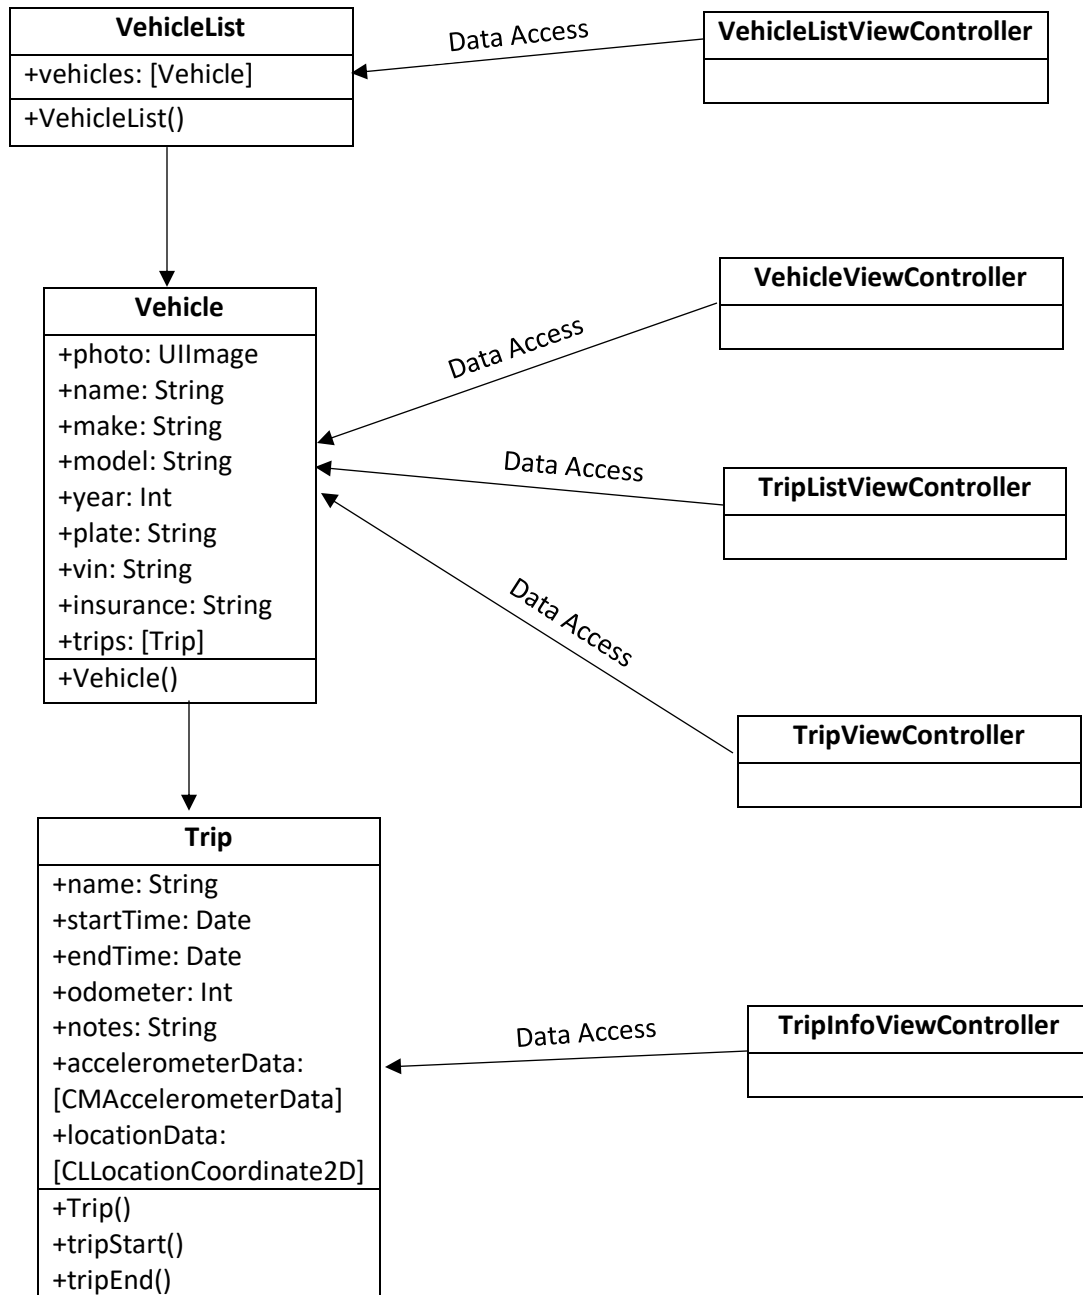 VehicleList
+vehicles: [Vehicle]
+VehicleList()
Data Access
VehicleListViewController
Vehicle
+photo: UIImage
+name: String
+make: String
+model: String
+year: Int
+plate: String
+vin: String
+insurance: String
+trips: [Trip]
+Vehicle()
Data Access
VehicleViewController
Data Access
TripListViewController
Data Access
TripViewController
Trip
+name: String
+startTime: Date
+endTime: Date
+odometer: Int
+notes: String
+accelerometerData:
[CMAccelerometerData]
+locationData:
[CLLocationCoordinate2D]
+Trip()
+tripStart()
+tripEnd()
Data Access
TripInfoViewController